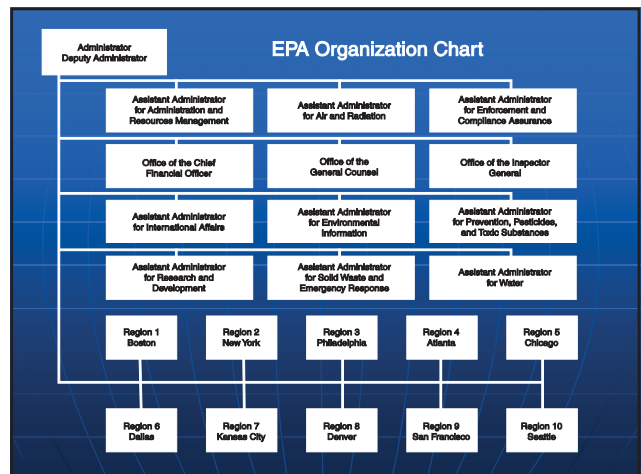 Administrator
Deputy Administrator
EPA Organization Chart
Assistant Administrator
for Administration and
Resources Management
Assistant Administrator
for Air and Radiation
Assistant Administrator
for Enforcement and
Compliance Assurance
Office of the Chief
Financial Officer
Office of the
General Counsel
Office of the Inspector
General
Assistant Administrator
for International Affairs
Assistant Administrator
for Environmental
Information
Assistant Administrator
for Prevention, Pesticides,
and Toxic Substances
Assistant Administrator
for Research and
Development
Assistant Administrator
for Solid Waste and
Emergency Response
Assistant Administrator
for Water
Region 1
Boston
Region 2
New York
Region 3
Philadelphia
Region 4
Atlanta
Region 5
Chicago
Region 6
Dallas
Region 7
Kansas City
Region 8
Denver
Region 9
San Francisco
Region 10
Seattle